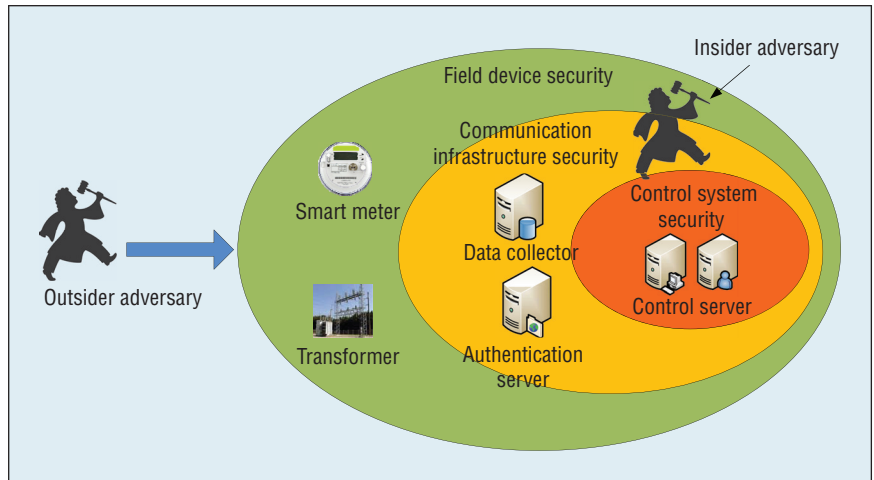 Insider adversary
Field device security
Communication
infrastructure security
Smart meter
Data collector
Control system
security
Control server
Outsider adversary
Transformer
Authentication
server